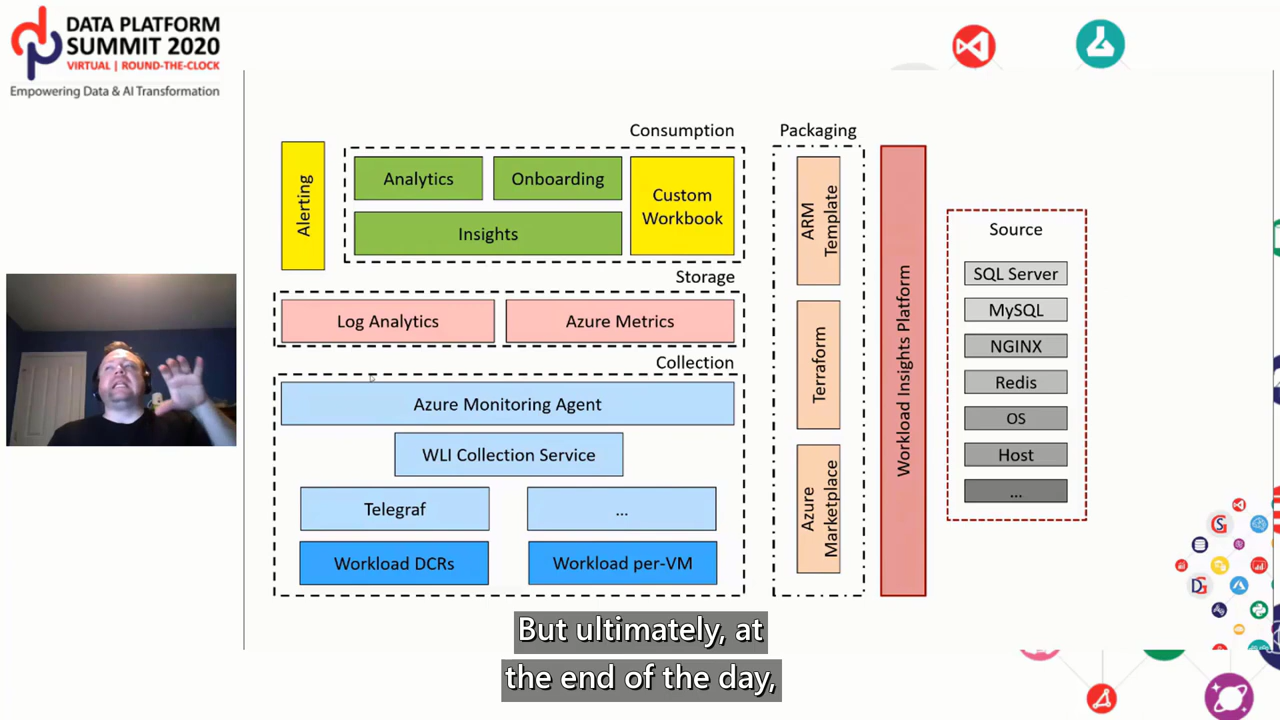 DATA PLATFORM
SUMMIT 2020
VIRTUAL | ROUND-THE-CLOCK
Empowering Data & AI Transformation
Consumption
Alerting
Analytics
Onboarding
Custom
Workbook
Insights
Storage
Log Analytics
Azure Metrics
Collection
Azure Monitoring Agent
WLI Collection Service
Telegraf
...
Workload DCRs
Workload per-VM
Packaging
ARM
Template
Terraform
Azure
Marketplace
Workload Insights Platform
Source
SQL Server
MySQL
NGINX
Redis
OS
Host
...
But ultimately, at
the end of the day,